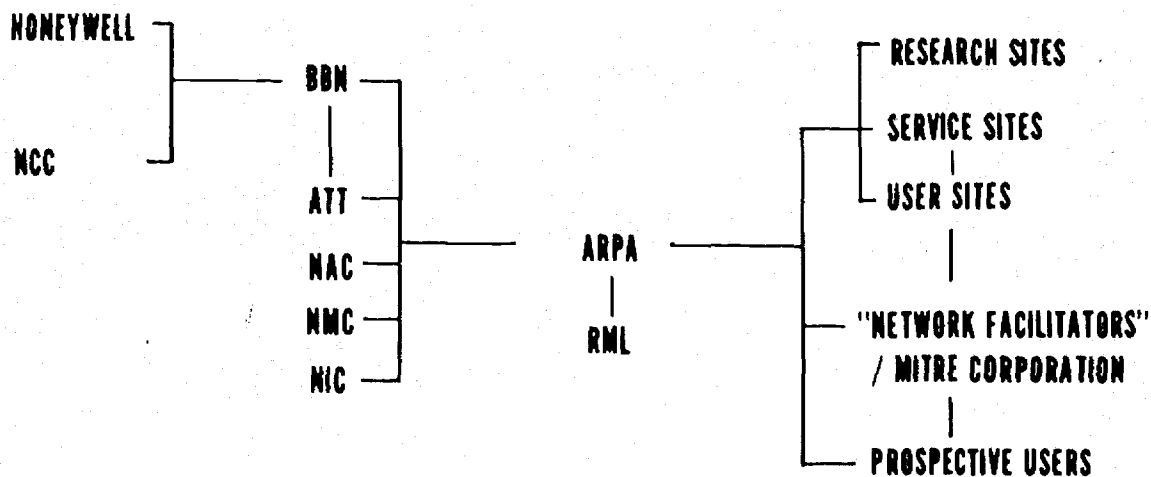 HONEYWELL
NCC
BBN
ATT
NAC
NMC
NIC
ARPA
RML
RESEARCH SITES
SERVICE SITES
USER SITES
"NETWORK FACILITATORS"
/ MITRE CORPORATION
PROSPECTIVE USERS